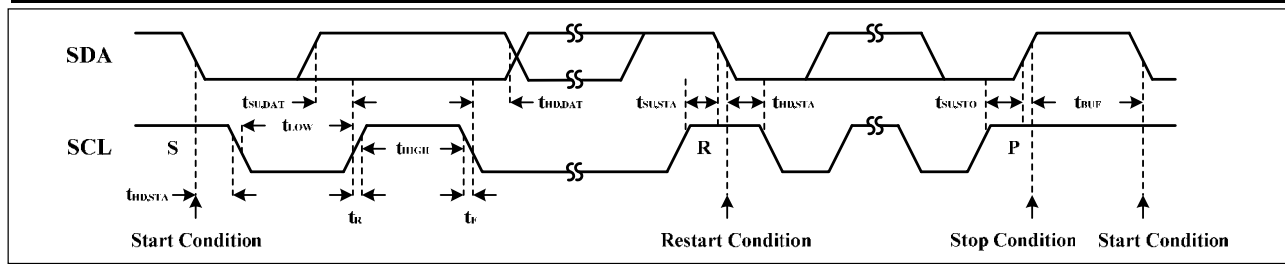 SDA
tSU,DAT
tHD,DAT
tSU,STA
tHD,STA
tSU,STO
tBUF
tLOW
SCL
S
tHIGH
R
P
tHD,STA
tR
tF
Start Condition
Restart Condition
Stop Condition
Start Condition